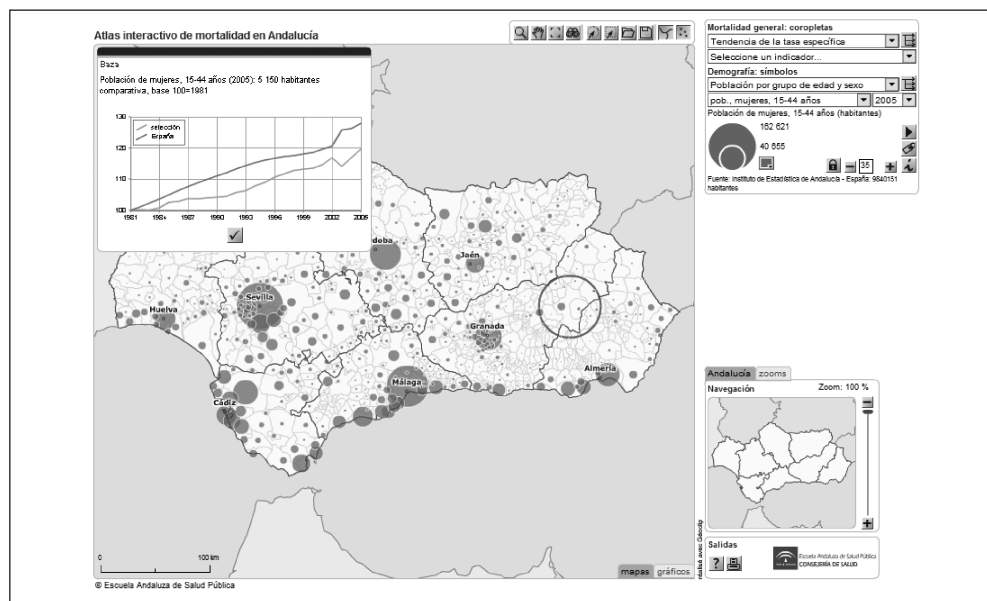 Atlas interactivo de mortalidad en Andalucía
Baza
Población de mujeres, 15-44 años (2005): 5 150 habitantes
comparativa, base 100=1981
130
120
110
100
selección
España
1981
1984
1987
1990
1993
1996
1999
2002
2005
doba
Jaén
Sevilla
Huelva
Granada
Málaga
Almería
Cádiz
0
100 km
mapas
gráficos
© Escuela Andaluza de Salud Pública
Mortalidad general: coropletas
Tendencia de la tasa específica
Seleccione un indicador...
Demografía: símbolos
Población por grupo de edad y sexo
pob., mujeres, 15-44 años
2005
Población de mujeres, 15-44 años (habitantes)
162 621
40 655
35
Fuente: Instituto de Estadística de Andalucía - España: 9840151
habitantes
Andalucía
zooms
Navegación
Zoom: 100 %
Salidas
Escuela Andaluza de Salud Pública
CONSEJERÍA DE SALUD